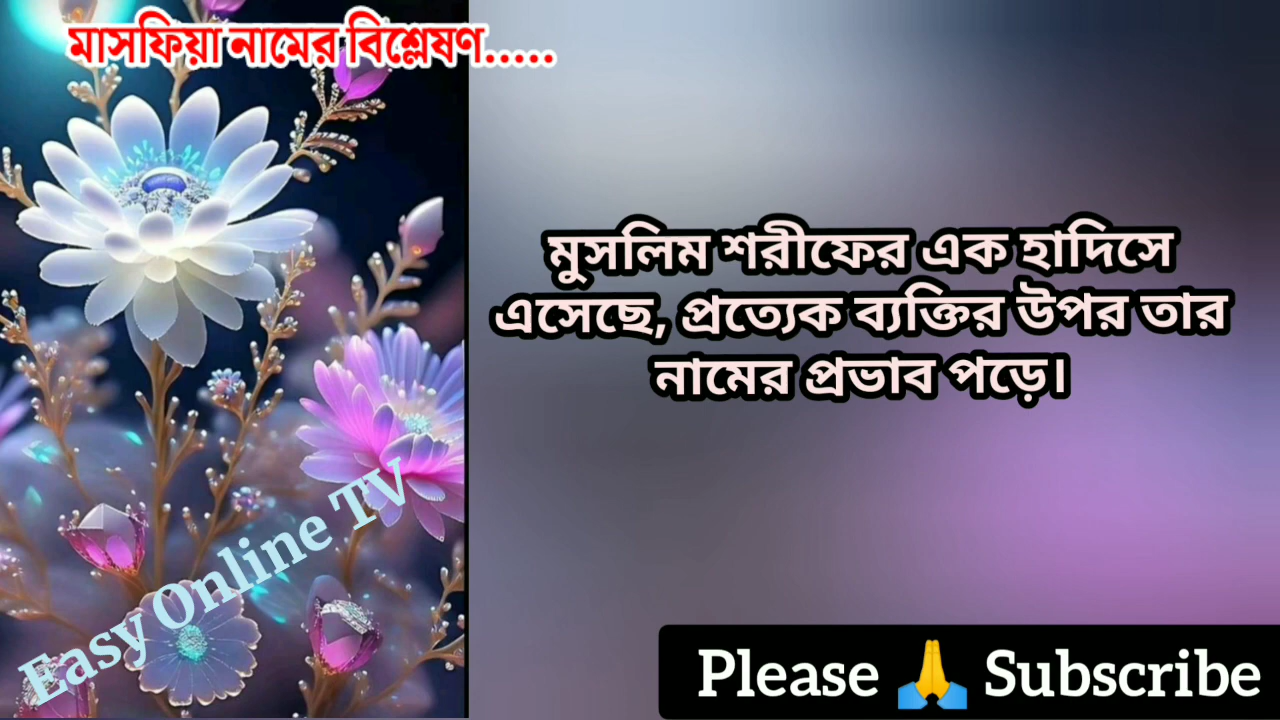 মাসফিয়া নামের বিশ্লেষণ.....
মুসলিম শরীফের এক হাদিসে
এসেছে, প্রত্যেক ব্যক্তির উপর তার
নামের প্রভাব পড়ে।
Easy Online TV
Please 🙏 Subscribe